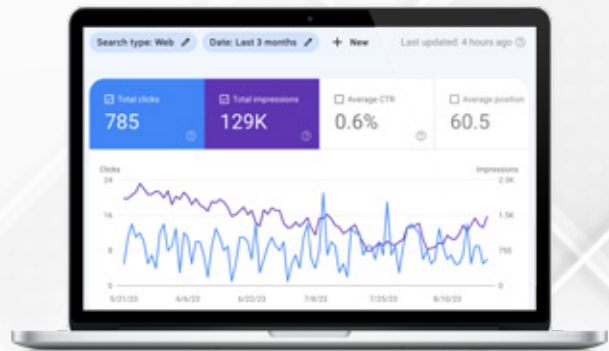 Search type: Web Date: Last 3 months + New Last updated: 4 hours ago
Total clicks Total impressions Average CTR Average position
785 129K 0.6% 60.5
Clicks Impressions
24 2.3K
16 1.5K
8 750
0 0
5/21/23 6/6/23 6/22/23 7/8/23 7/25/23 8/10/23